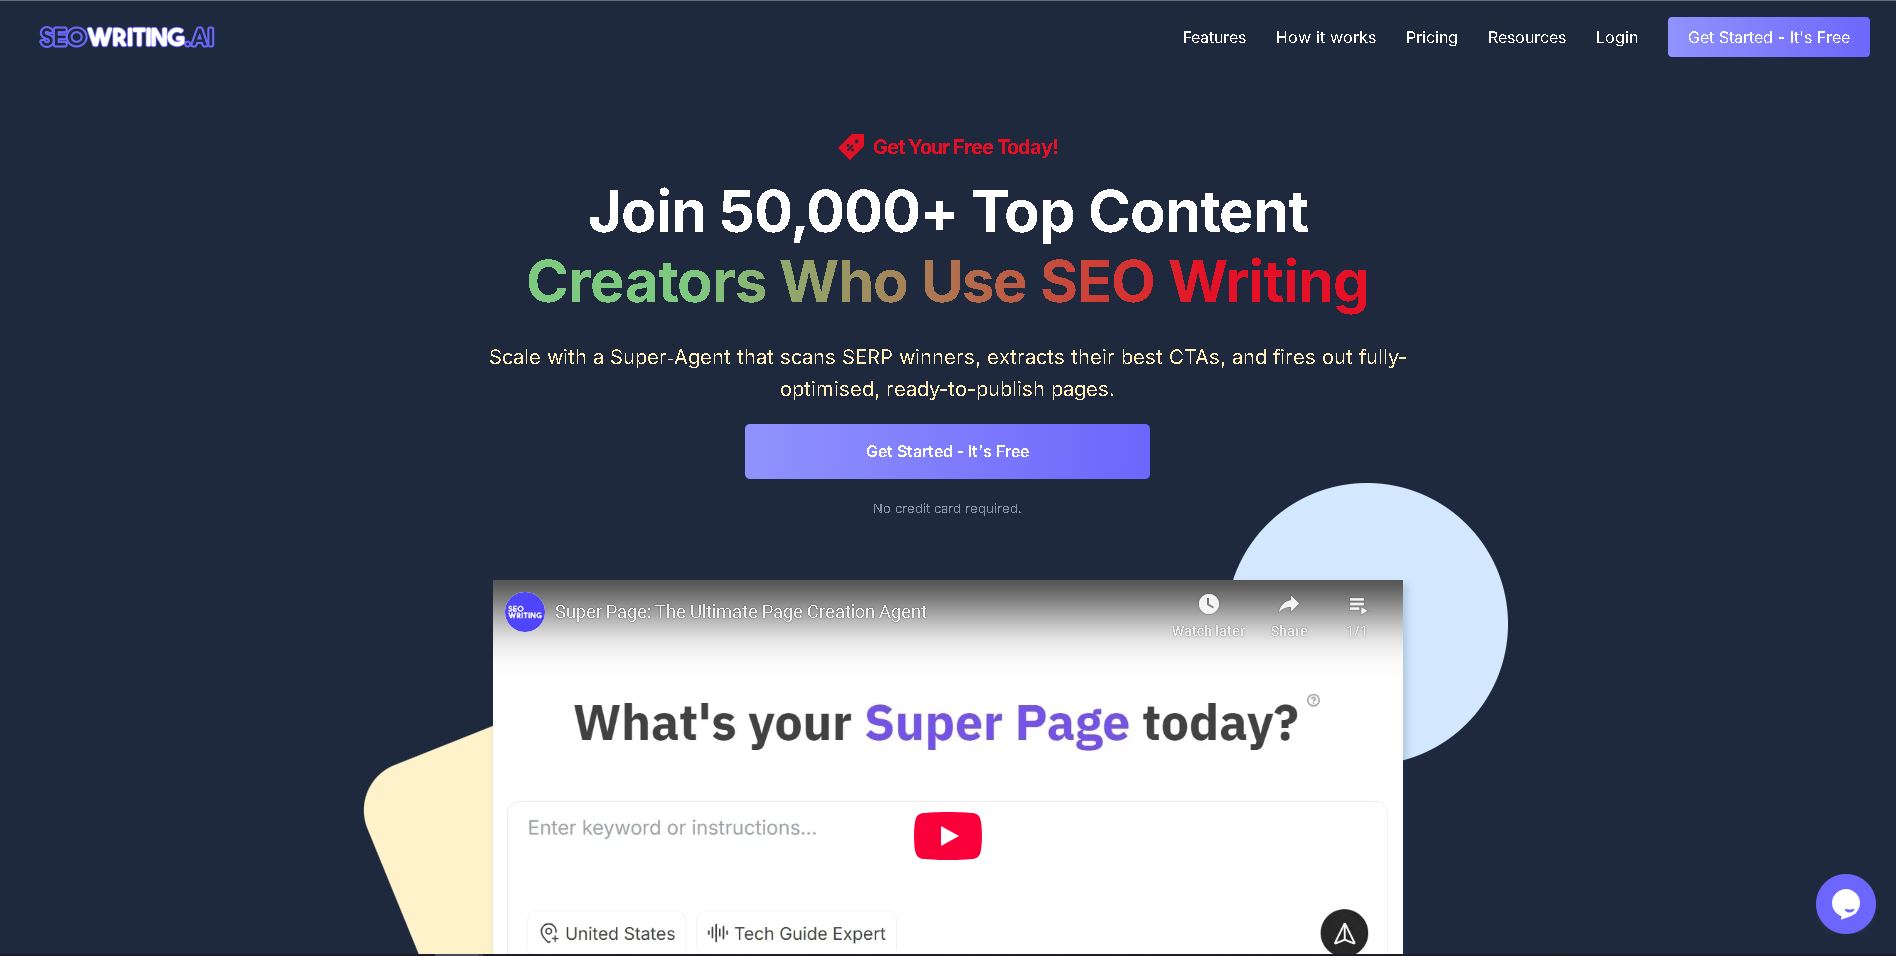 SEOWRITING.AI
Features
How it works
Pricing
Resources
Login
Get Started - It's Free
Get Your Free Today!
Join 50,000+ Top Content
Creators Who Use SEO Writing
Scale with a Super-Agent that scans SERP winners, extracts their best CTAs, and fires out fully-
optimised, ready-to-publish pages.
Get Started - It's Free
No credit card required.
SEO
WRITING
Super Page: The Ultimate Page Creation Agent
Watch later
Share
1/1
What's your Super Page today?
Enter keyword or instructions...
United States
Tech Guide Expert